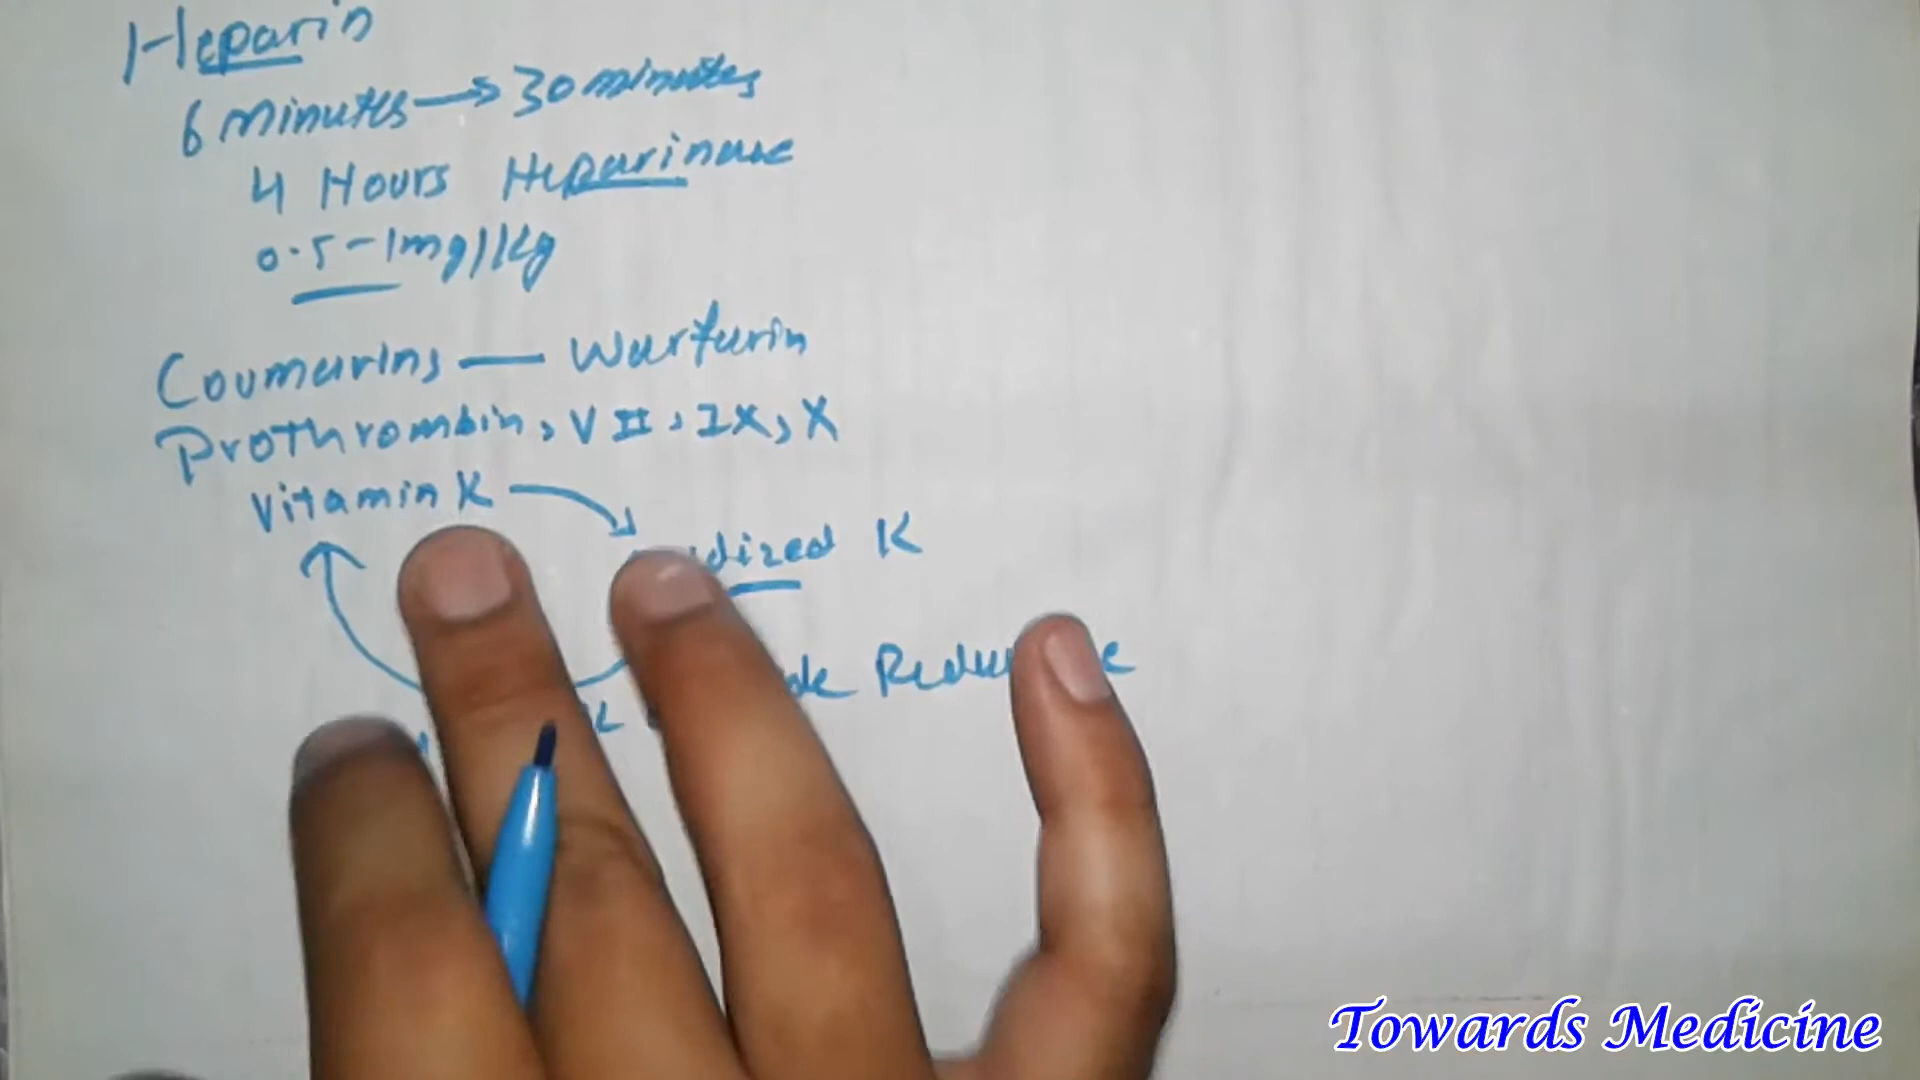 Heparin
6 Minutes → 30 minutes
4 Hours Heparinase
0.5-1mg/Kg
Coumarins — Warfarin
Prothrombin, VII, IX, X
Vitamin K
K
Towards Medicine